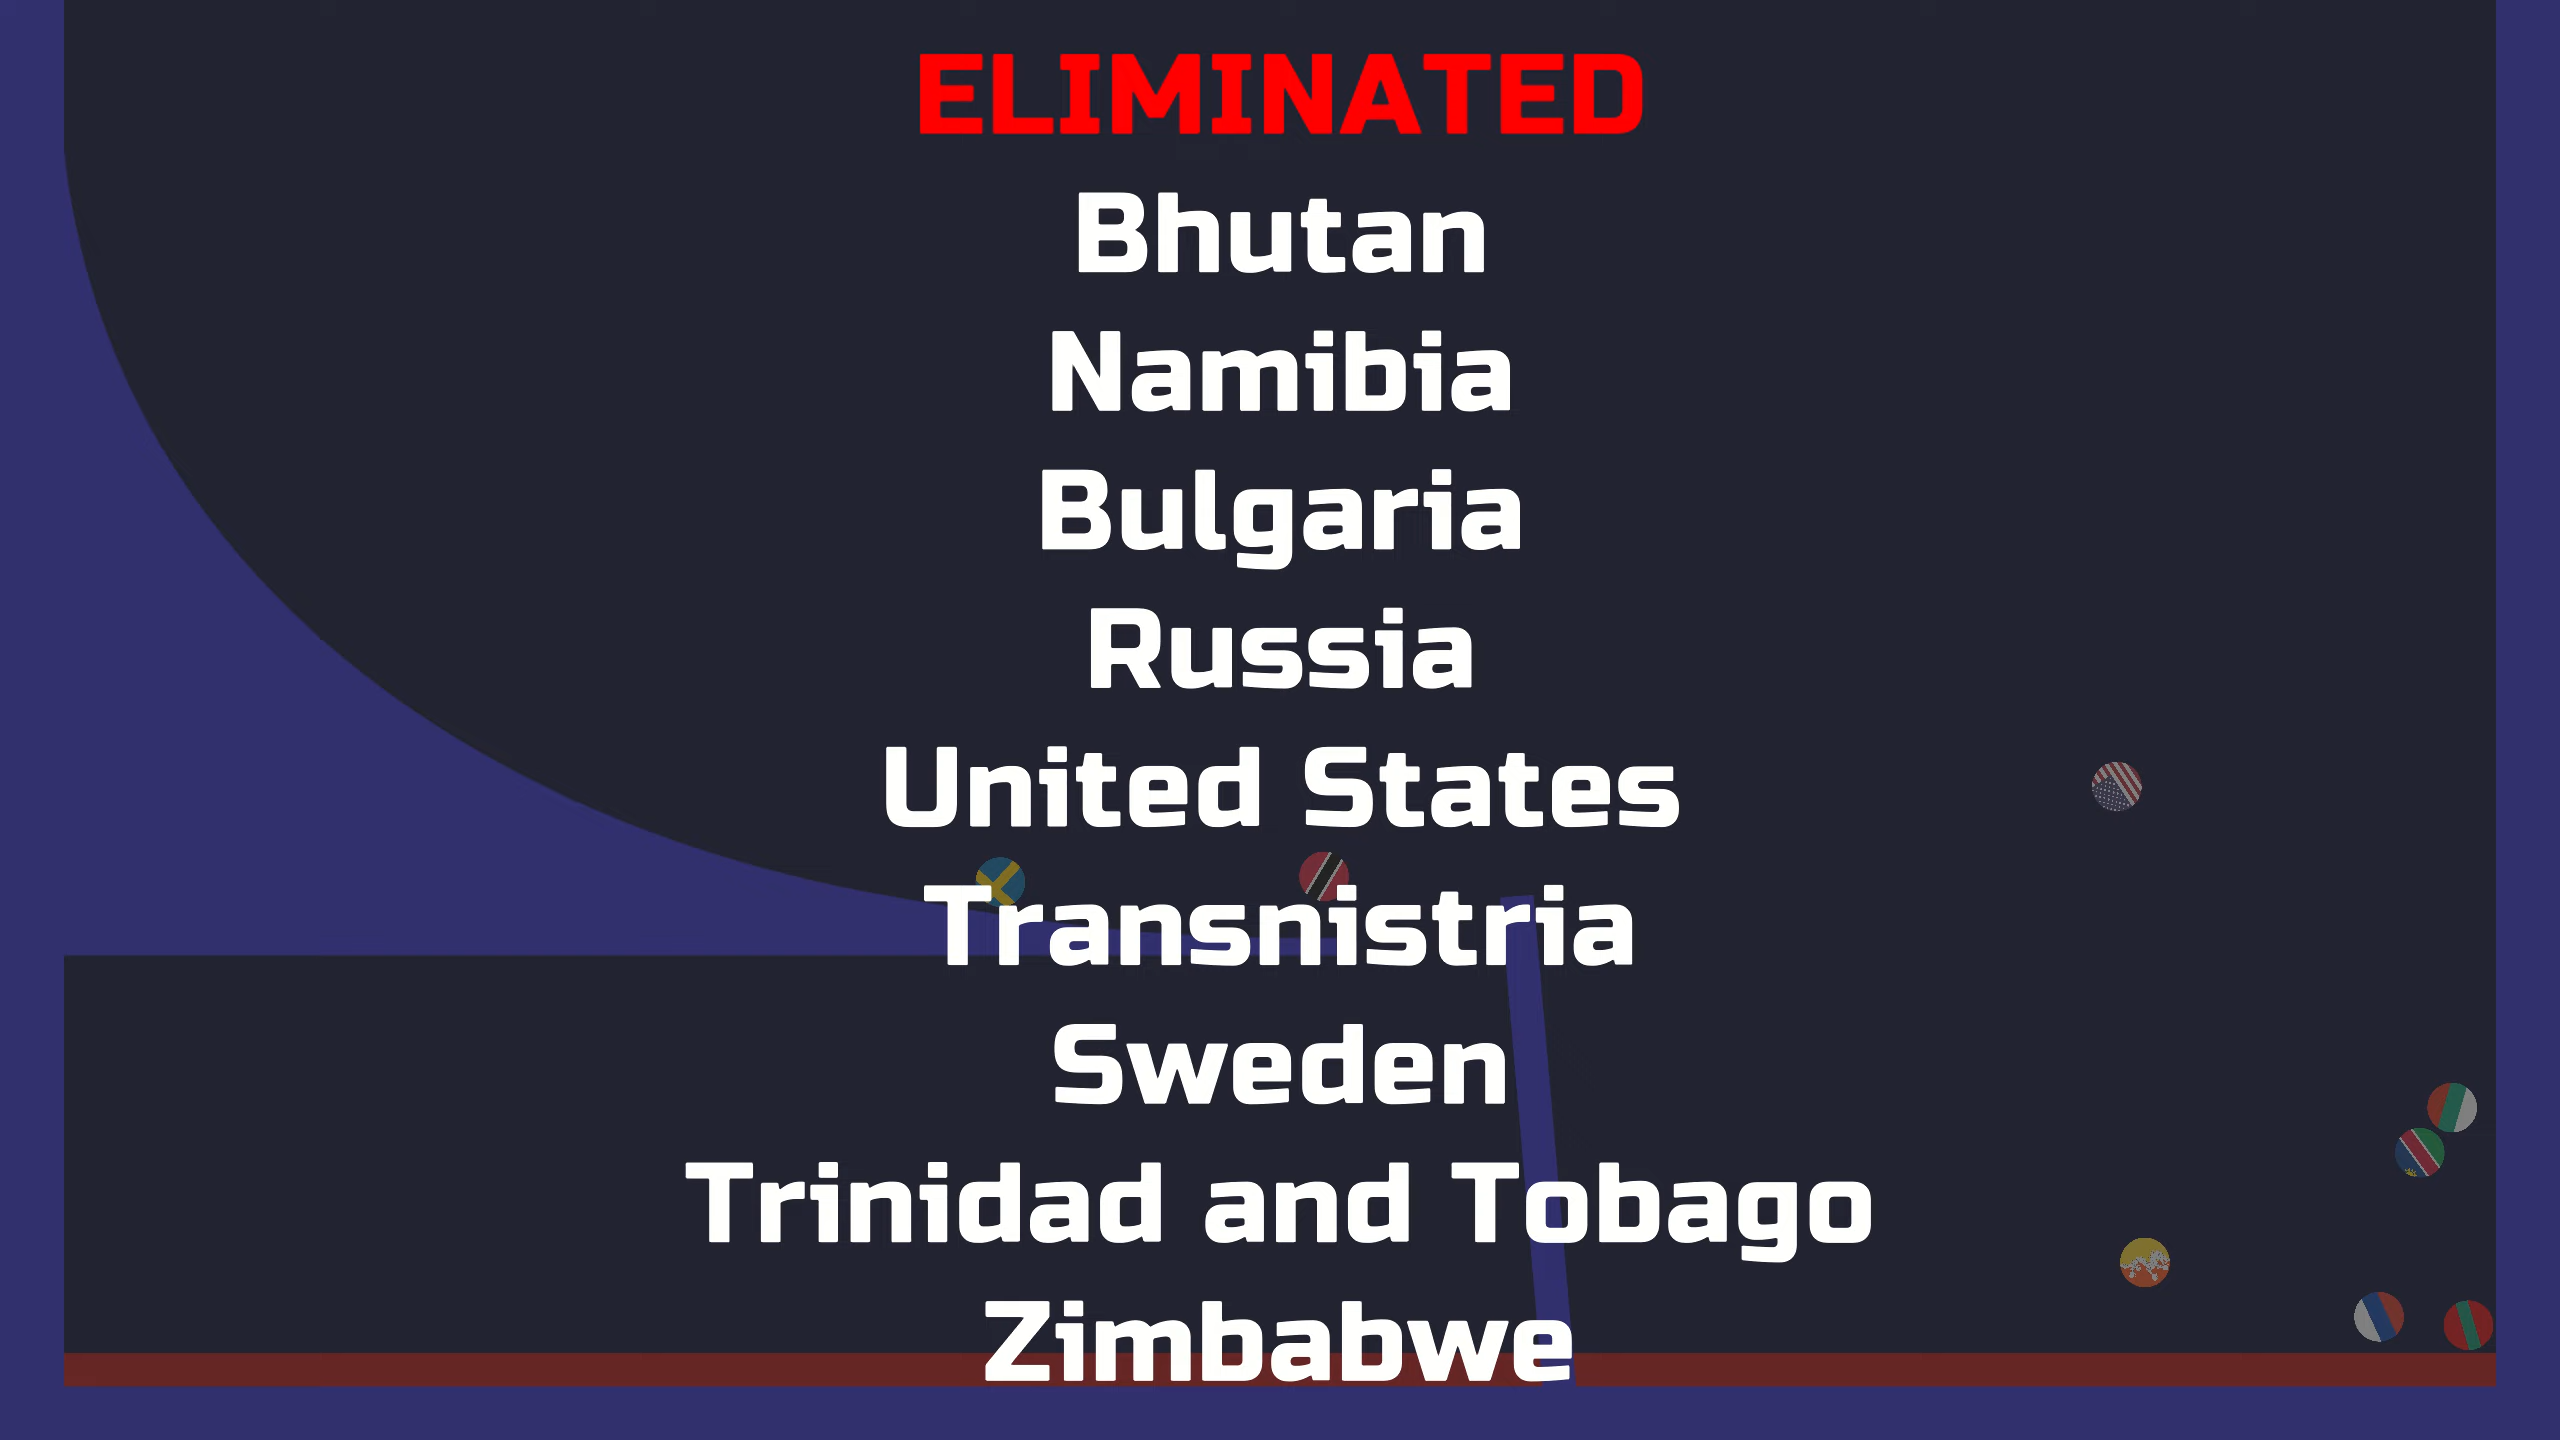 ELIMINATED
Bhutan
Namibia
Bulgaria
Russia
United States
Transnistria
Sweden
Trinidad and Tobago
Zimbabwe